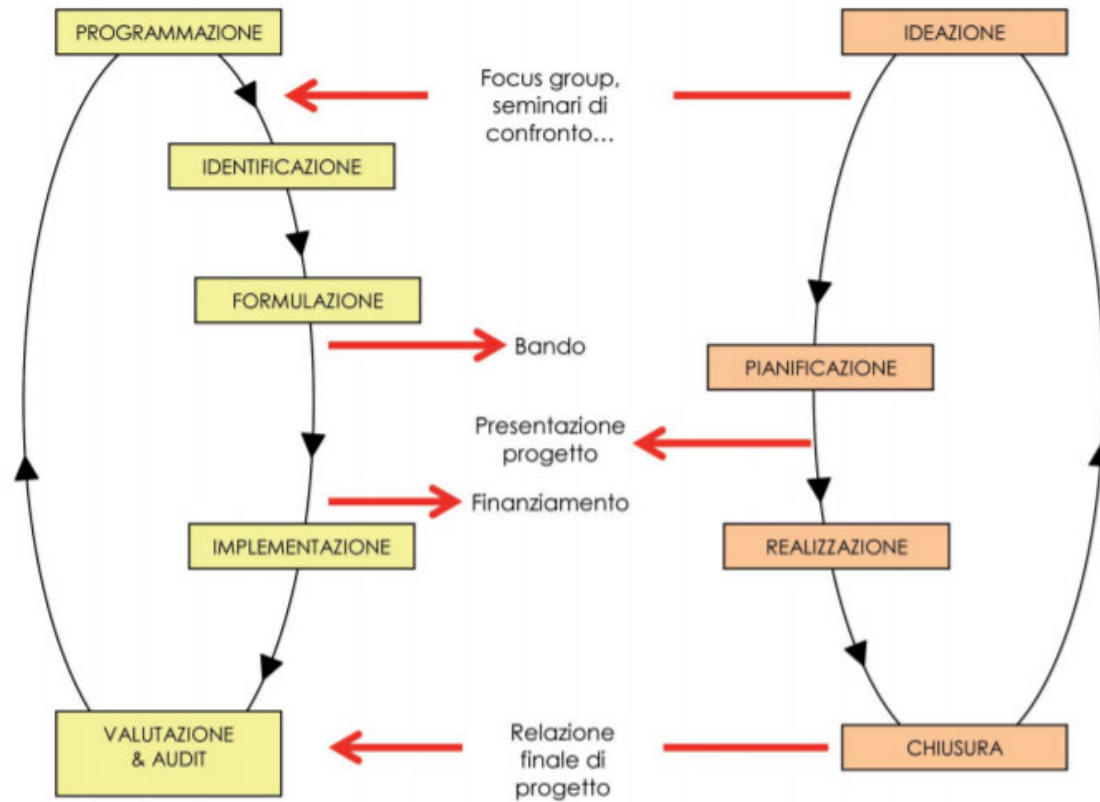 PROGRAMMAZIONE
IDEAZIONE
Focus group,
seminari di
confronto...
IDENTIFICAZIONE
FORMULAZIONE
Bando
PIANIFICAZIONE
Presentazione
progetto
Finanziamento
IMPLEMENTAZIONE
REALIZZAZIONE
VALUTAZIONE
& AUDIT
Relazione
finale di
progetto
CHIUSURA